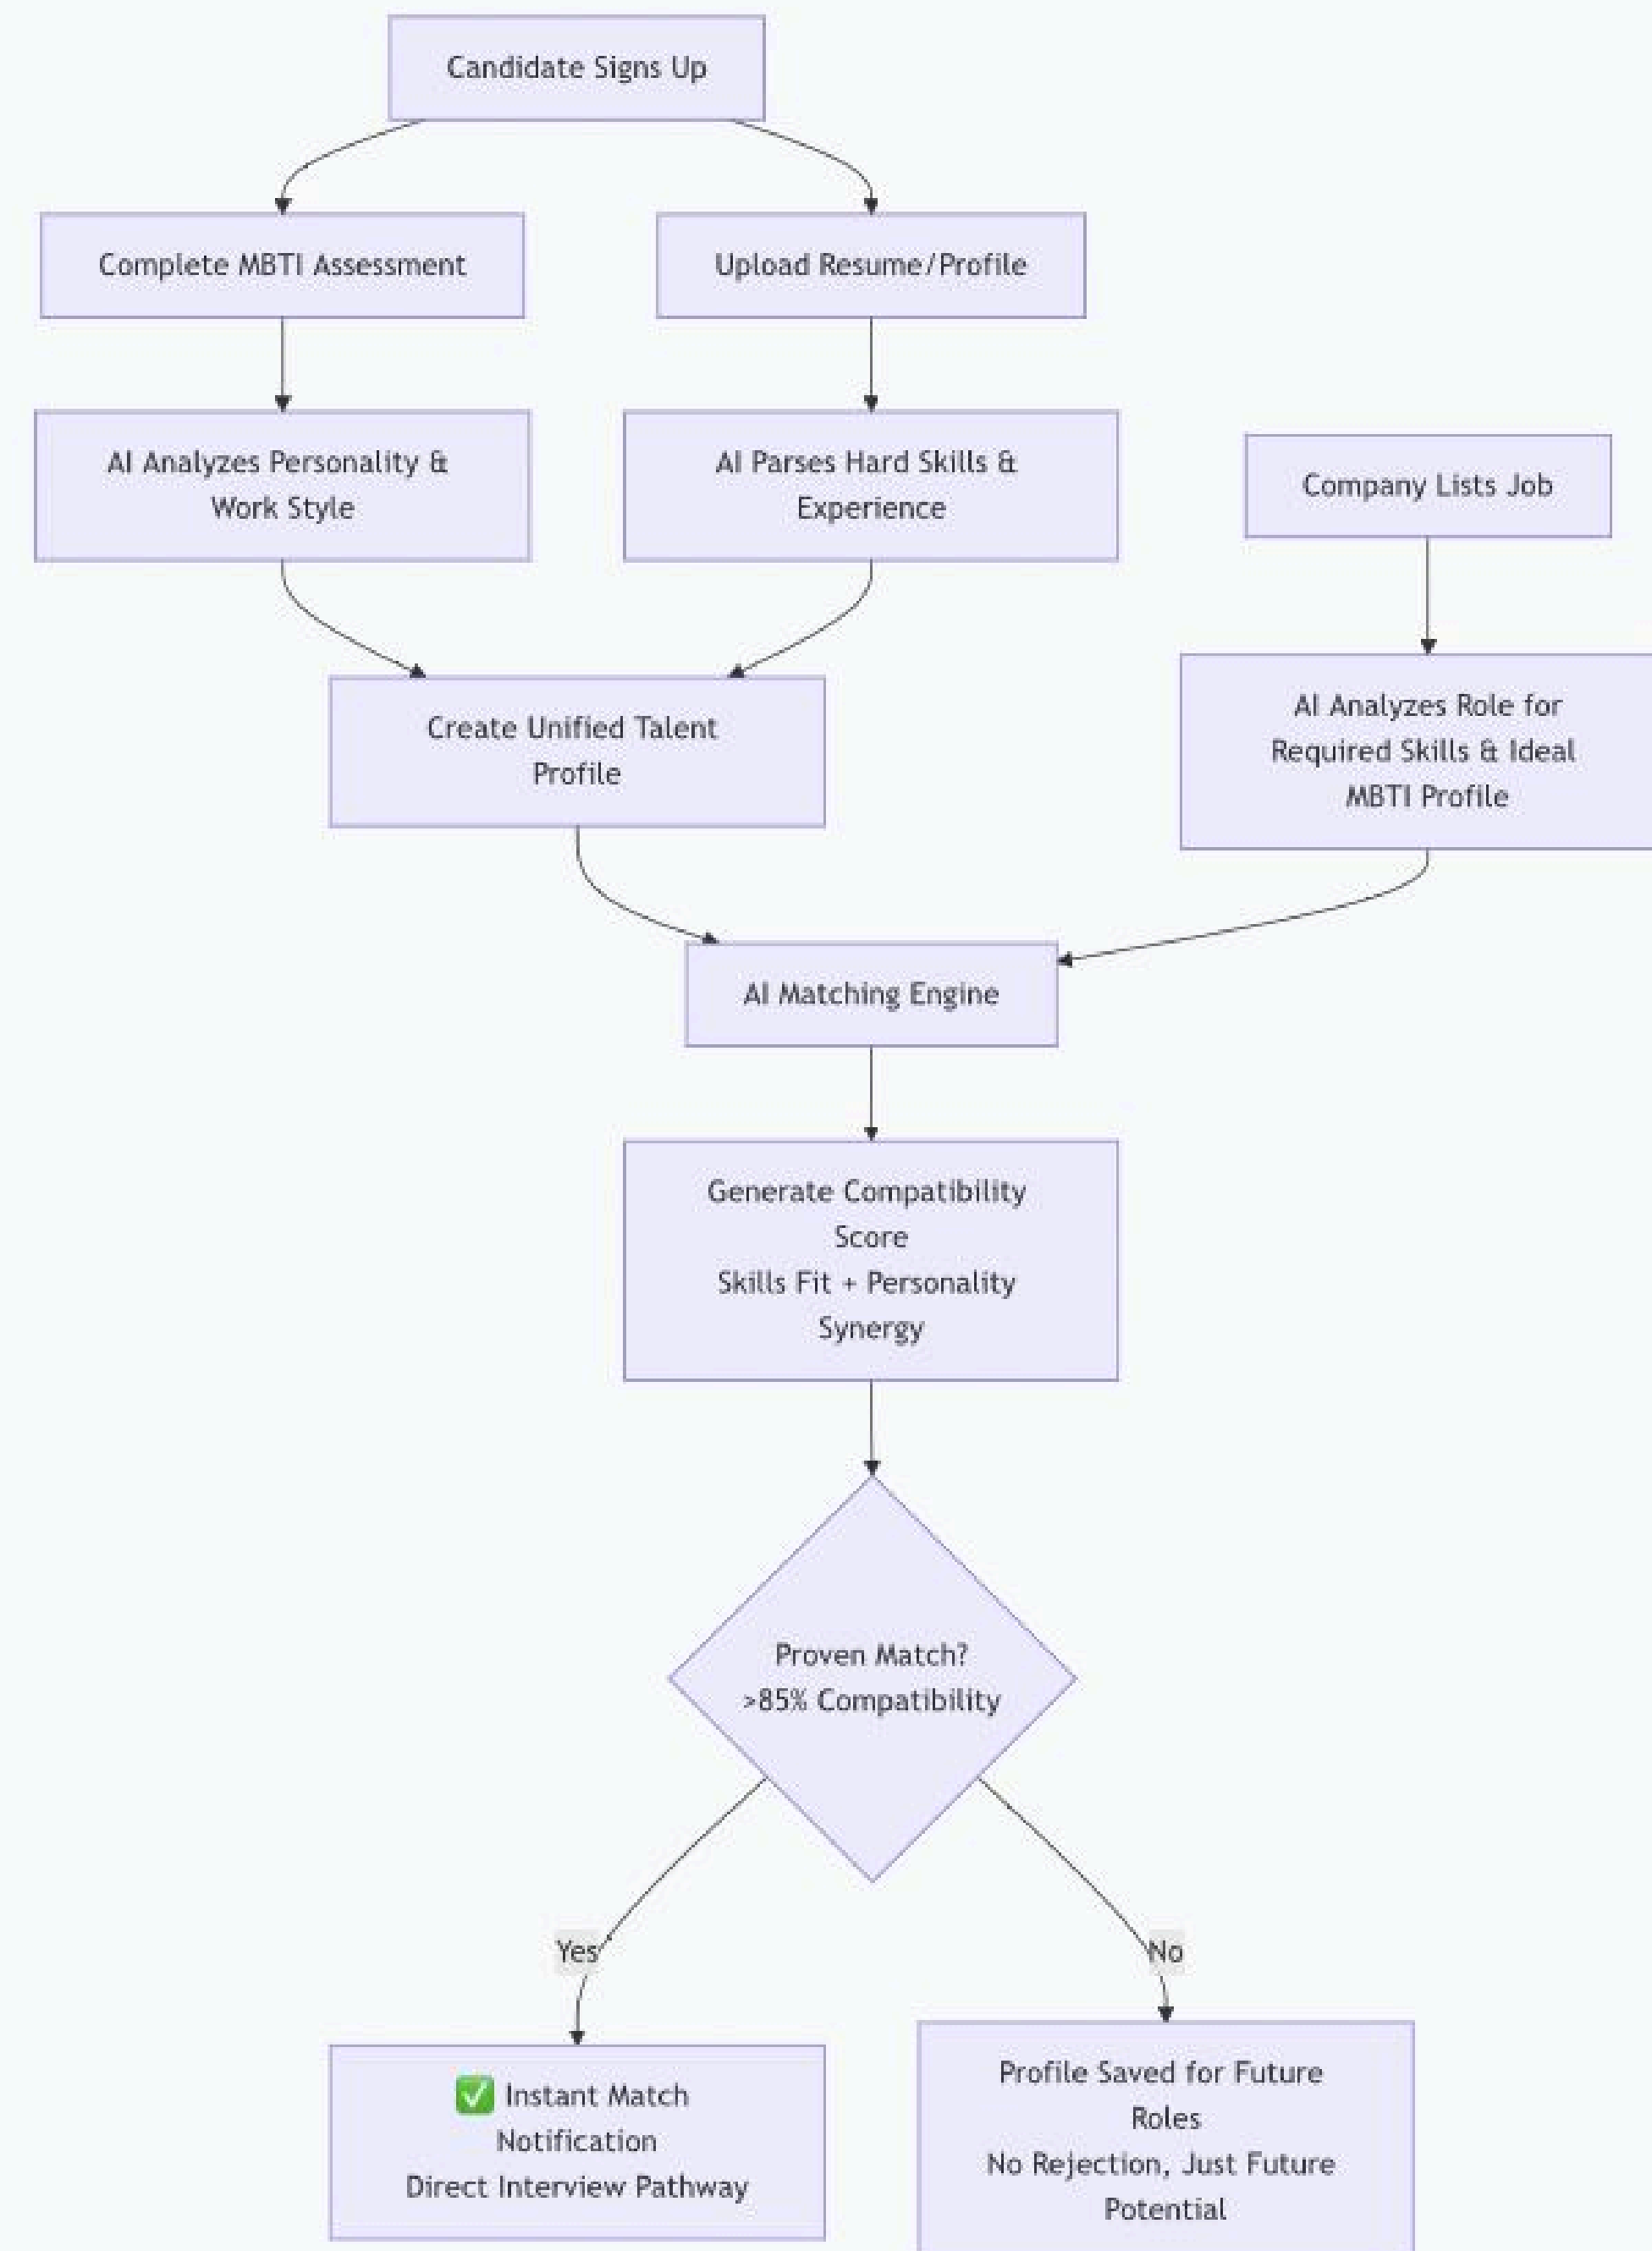 Candidate Signs Up
Complete MBTI Assessment
Upload Resume/Profile
AI Analyzes Personality &
Work Style
AI Parses Hard Skills &
Experience
Company Lists Job
Create Unified Talent
Profile
AI Analyzes Role for
Required Skills & Ideal
MBTI Profile
AI Matching Engine
Generate Compatibility
Score
Skills Fit + Personality
Synergy
Proven Match?
>85% Compatibility
Yes
No
✅ Instant Match
Notification
Direct Interview Pathway
Profile Saved for Future
Roles
No Rejection, Just Future
Potential